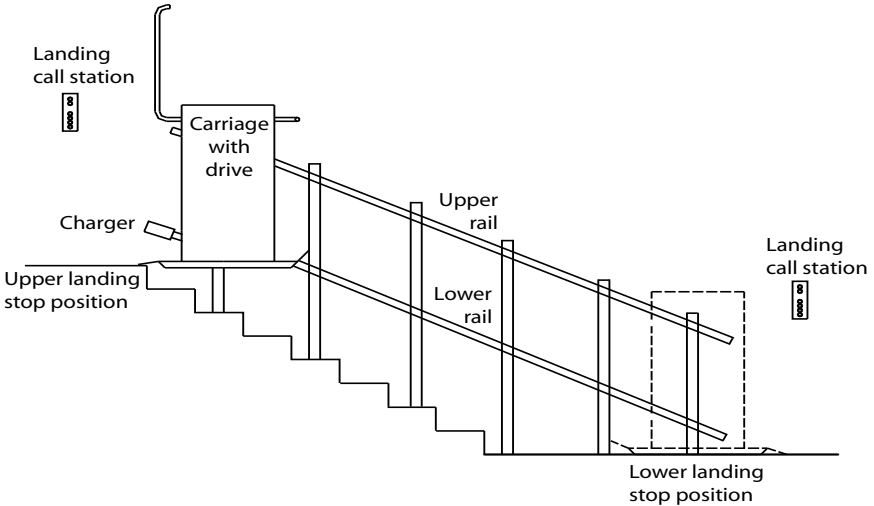 Landing
call station
Carriage
with
drive
Charger
Upper
rail
Landing
call station
Upper landing
stop position
Lower
rail
Lower landing
stop position